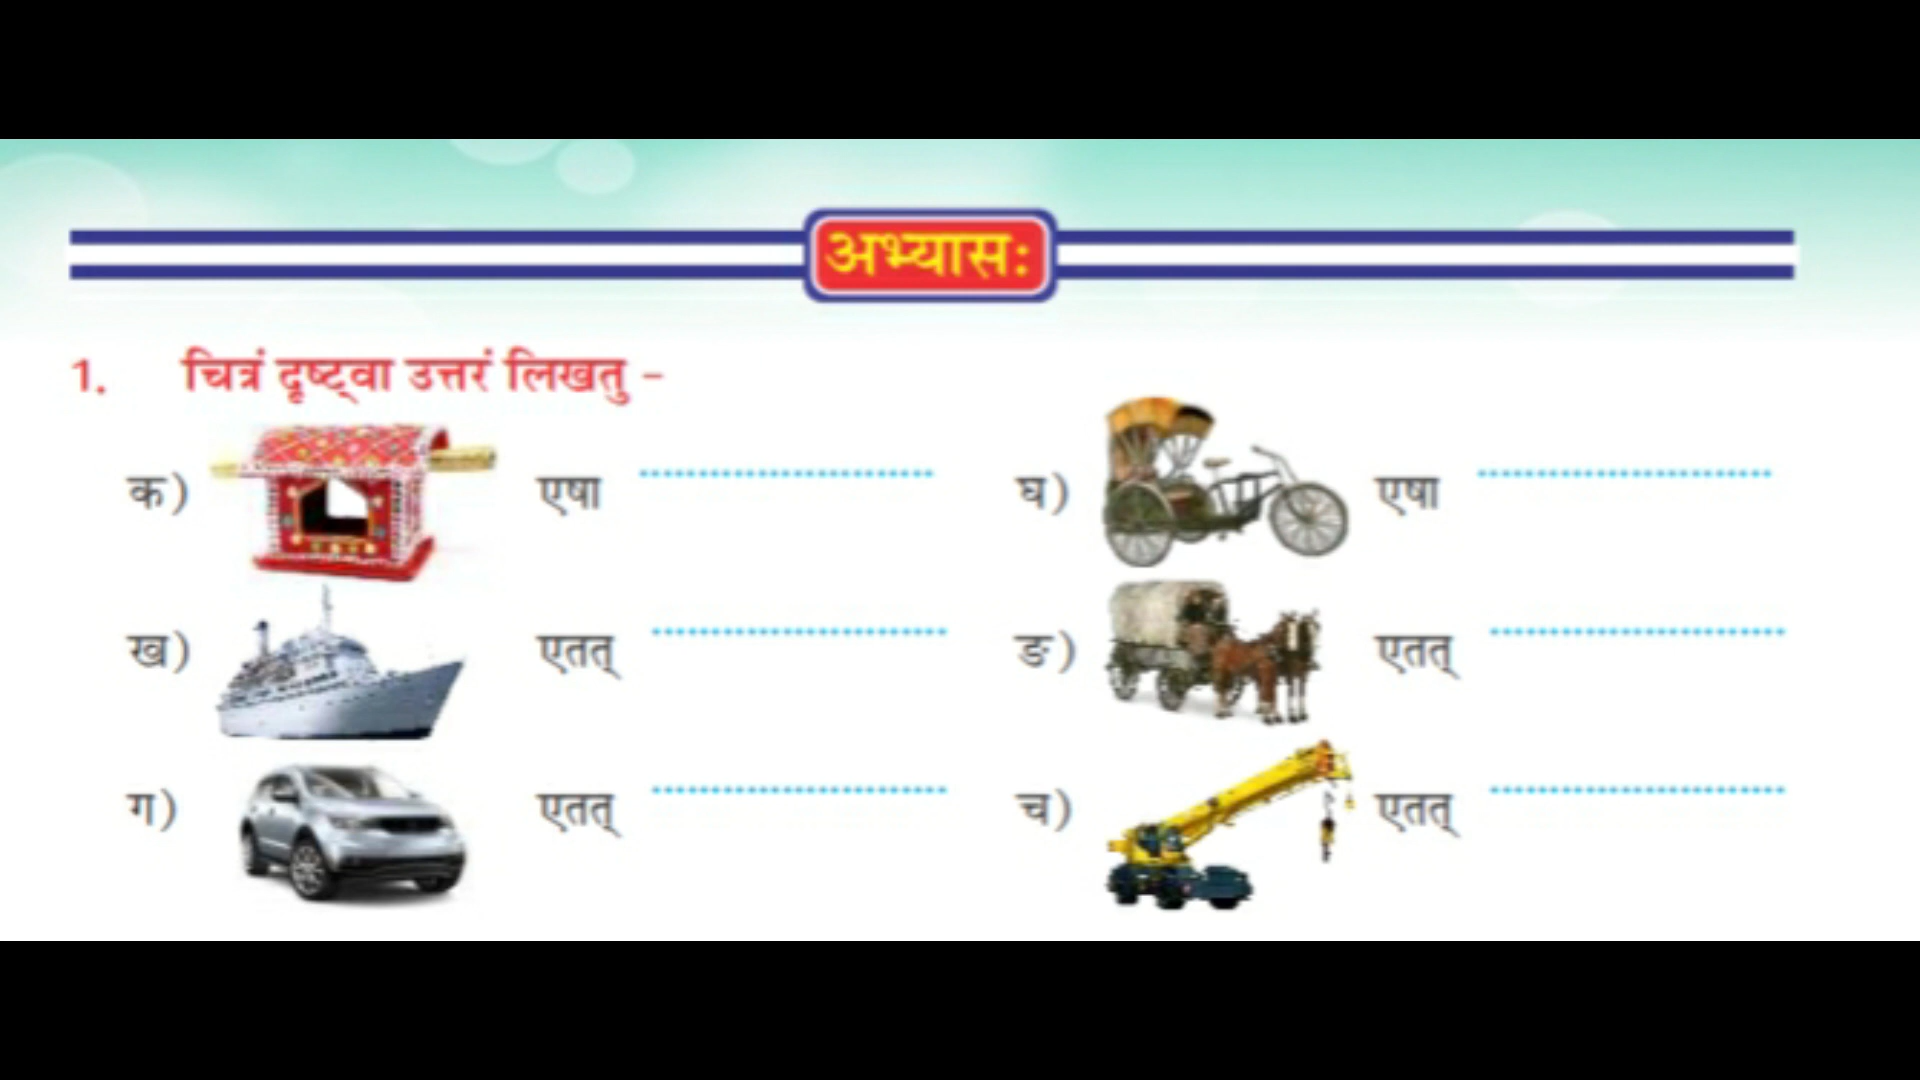 अभ्यासः
1. चित्रं दृष्ट्वा उत्तरं लिखतु -
क) एषा ........................ घ) एषा ........................
ख) एतत् ........................ ङ) एतत् ........................
ग) एतत् ........................ च) एतत् ........................